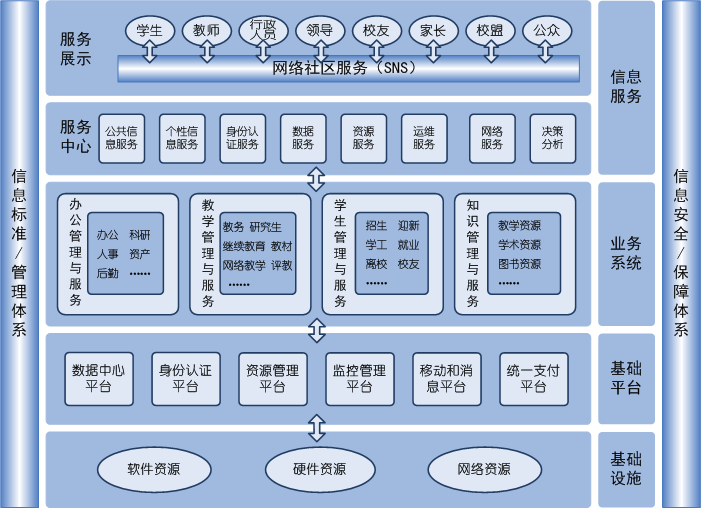 服务
展示
学生
教师
行政
人员
领导
校友
家长
校盟
公众
网络社区服务（SNS）
信息
服务
服务
中心
公共信
息服务
个性信
息服务
身份认
证服务
数据
服务
资源
服务
运维
服务
网络
服务
决策
分析
信息标准/管理体系
信息安全/保障体系
办公管理与服务
办公 科研
人事 资产
后勤 ……
教学管理与服务
教务 研究生
继续教育 教材
网络教学 评教
……
学生管理与服务
招生 迎新
学工 就业
离校 校友
……
知识管理与服务
教学资源
学术资源
图书资源
……
业务
系统
数据中心
平台
身份认证
平台
资源管理
平台
监控管理
平台
移动和消
息平台
统一支付
平台
基础
平台
软件资源
硬件资源
网络资源
基础
设施